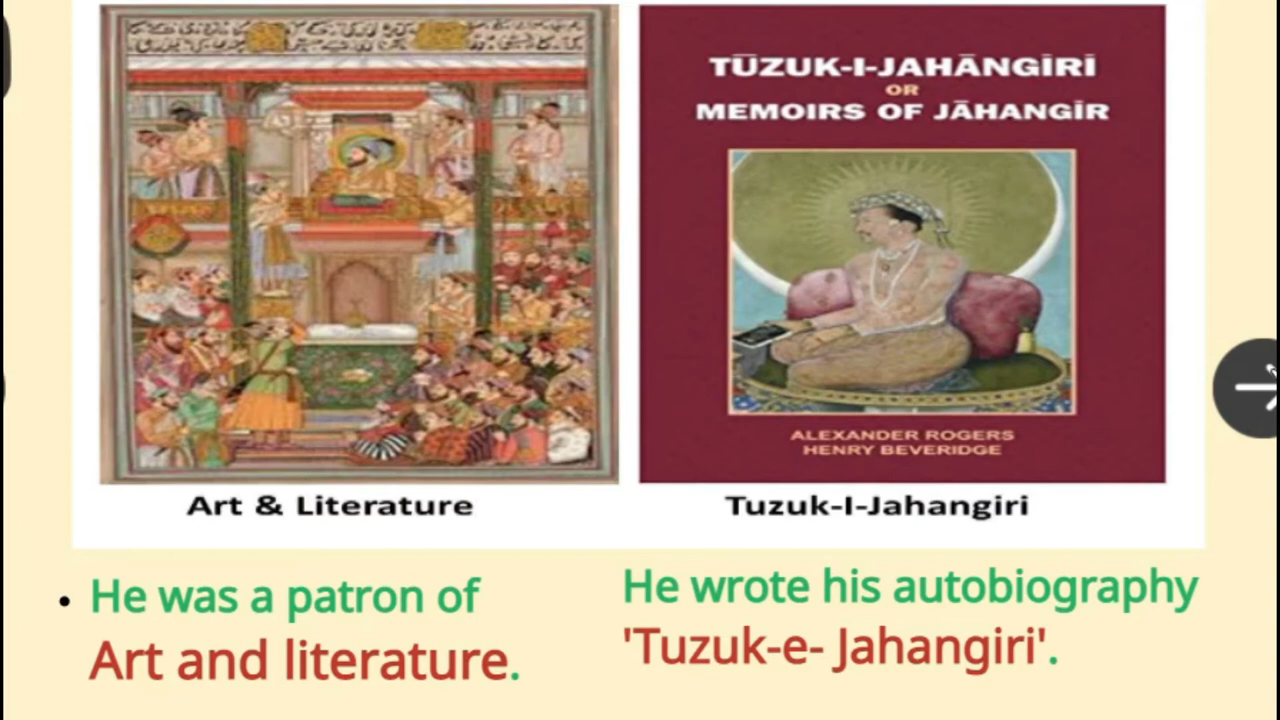 TŪZUK-I-JAHĀNGĪRĪ
OR
MEMOIRS OF JĀHANGĪR
ALEXANDER ROGERS
HENRY BEVERIDGE
Art & Literature
Tuzuk-I-Jahangiri
• He was a patron of
Art and literature.
He wrote his autobiography
'Tuzuk-e- Jahangiri'.